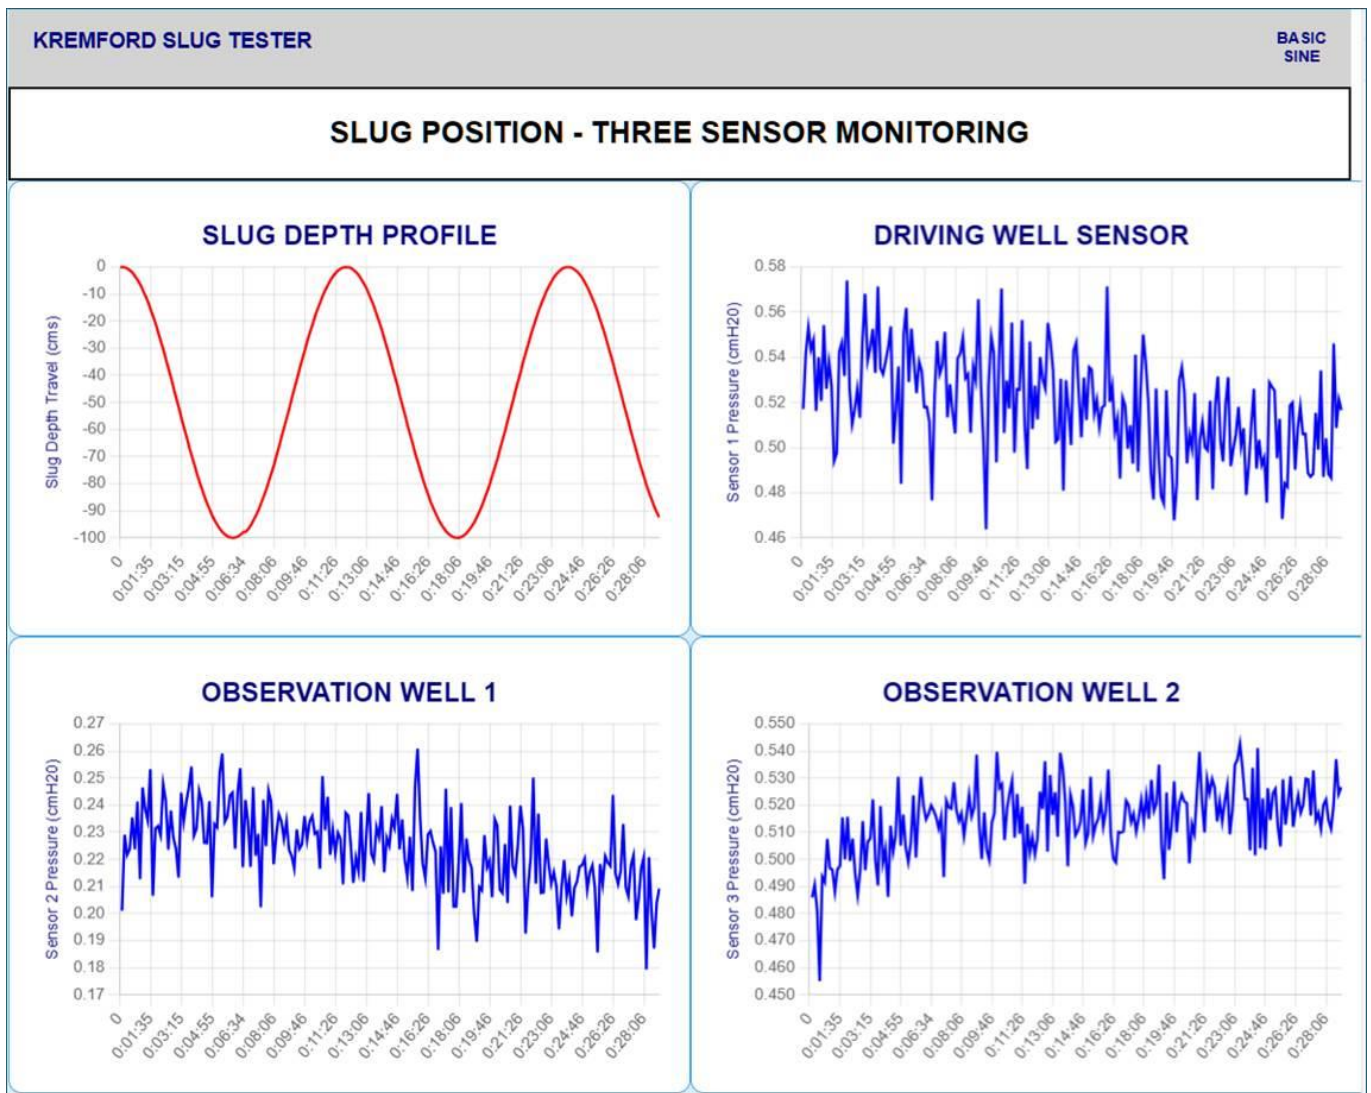 KREMFORD SLUG TESTER
BASIC
SINE
SLUG POSITION - THREE SENSOR MONITORING
SLUG DEPTH PROFILE
Slug Depth Travel (cms)
0
-10
-20
-30
-40
-50
-60
-70
-80
-90
-100
0 0:01:35 0:03:15 0:04:55 0:06:34 0:08:06 0:09:46 0:11:26 0:13:06 0:14:46 0:16:26 0:18:06 0:19:46 0:21:26 0:23:06 0:24:46 0:26:26 0:28:06
DRIVING WELL SENSOR
Sensor 1 Pressure (cmH20)
0.58
0.56
0.54
0.52
0.50
0.48
0.46
0 0:01:35 0:03:15 0:04:55 0:06:34 0:08:06 0:09:46 0:11:26 0:13:06 0:14:46 0:16:26 0:18:06 0:19:46 0:21:26 0:23:06 0:24:46 0:26:26 0:28:06
OBSERVATION WELL 1
Sensor 2 Pressure (cmH20)
0.27
0.26
0.25
0.24
0.23
0.22
0.21
0.20
0.19
0.18
0.17
0 0:01:35 0:03:15 0:04:55 0:06:34 0:08:06 0:09:46 0:11:26 0:13:06 0:14:46 0:16:26 0:18:06 0:19:46 0:21:26 0:23:06 0:24:46 0:26:26 0:28:06
OBSERVATION WELL 2
Sensor 3 Pressure (cmH20)
0.550
0.540
0.530
0.520
0.510
0.500
0.490
0.480
0.470
0.460
0.450
0 0:01:35 0:03:15 0:04:55 0:06:34 0:08:06 0:09:46 0:11:26 0:13:06 0:14:46 0:16:26 0:18:06 0:19:46 0:21:26 0:23:06 0:24:46 0:26:26 0:28:06